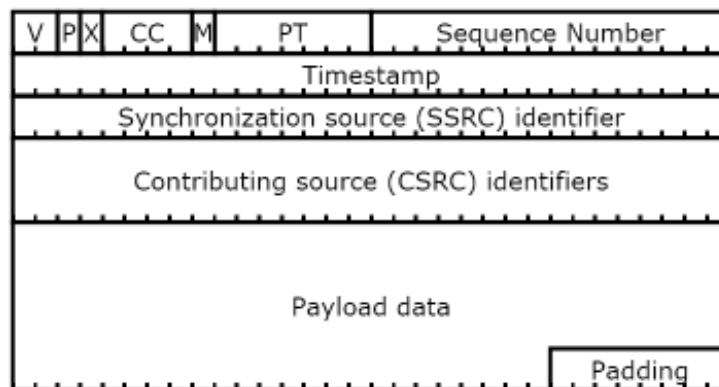 V P X CC M PT Sequence Number
Timestamp
Synchronization source (SSRC) identifier
Contributing source (CSRC) identifiers
Payload data
Padding